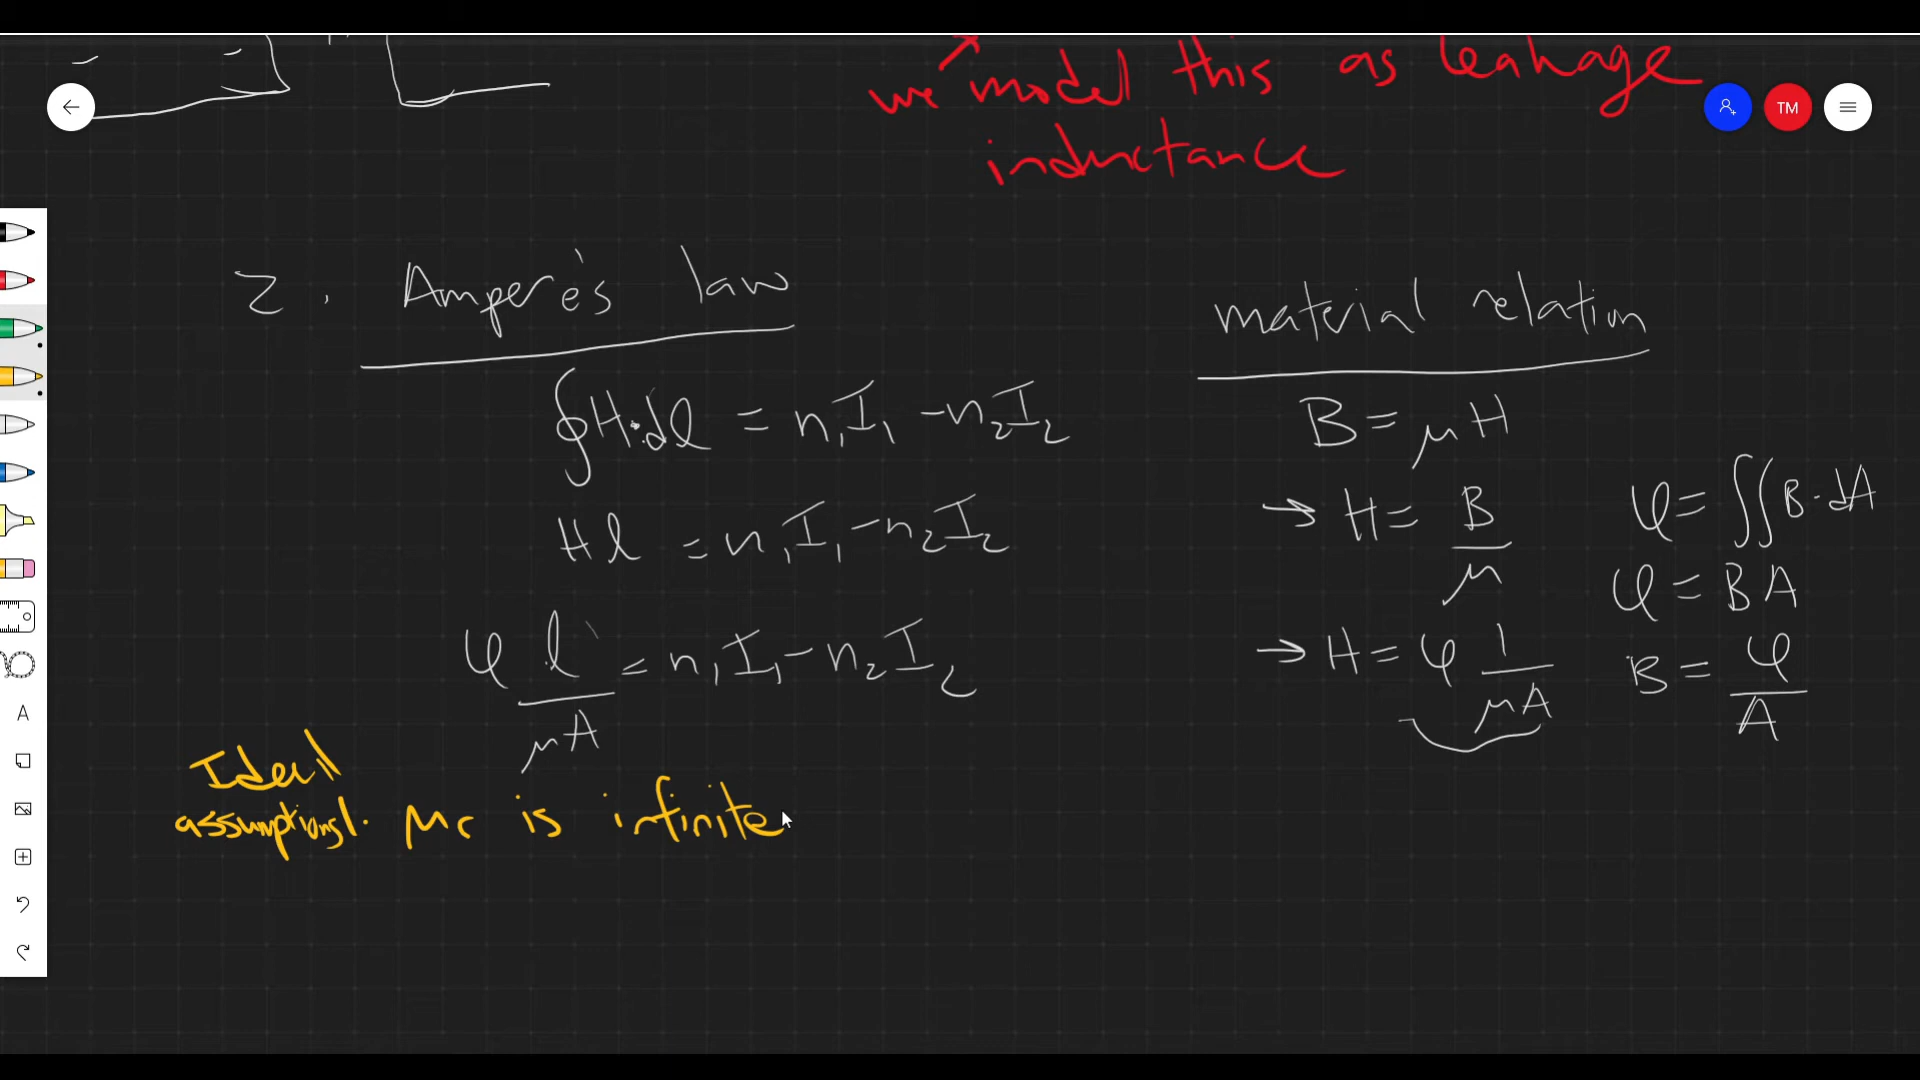 we model this as leakage
inductance
TM
2. Ampere's law
∮H·dl = n₁I₁ - n₂I₂
Hl = n₁I₁ - n₂I₂
φ l/μA = n₁I₁ - n₂I₂
material relation
B = μH
→ H = B/μ
→ H = φ 1/μA
φ = ∬B·dA
φ = BA
B = φ/A
Ideal
assumptions. μr is infinite
A